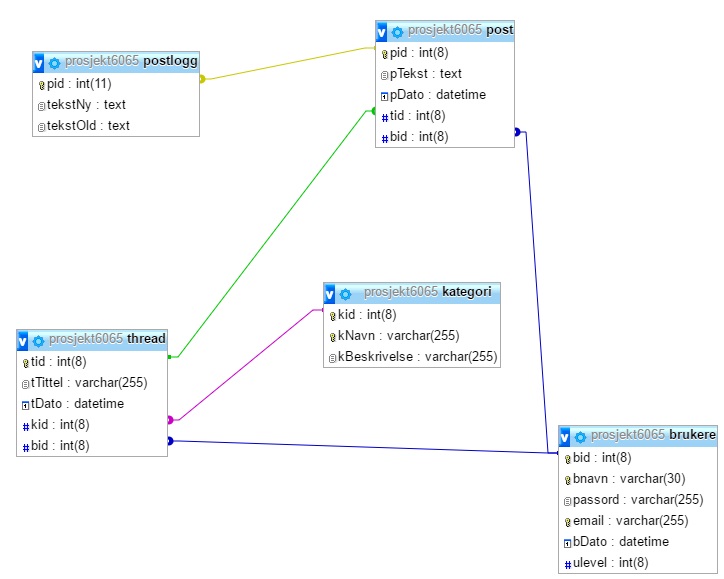 prosjekt6065 postlogg
pid : int(11)
tekstNy : text
tekstOld : text
prosjekt6065 post
pid : int(8)
pTekst : text
pDato : datetime
tid : int(8)
bid : int(8)
prosjekt6065 kategori
kid : int(8)
kNavn : varchar(255)
kBeskrivelse : varchar(255)
prosjekt6065 thread
tid : int(8)
tTittel : varchar(255)
tDato : datetime
kid : int(8)
bid : int(8)
prosjekt6065 brukere
bid : int(8)
bnavn : varchar(30)
passord : varchar(255)
email : varchar(255)
bDato : datetime
ulevel : int(8)